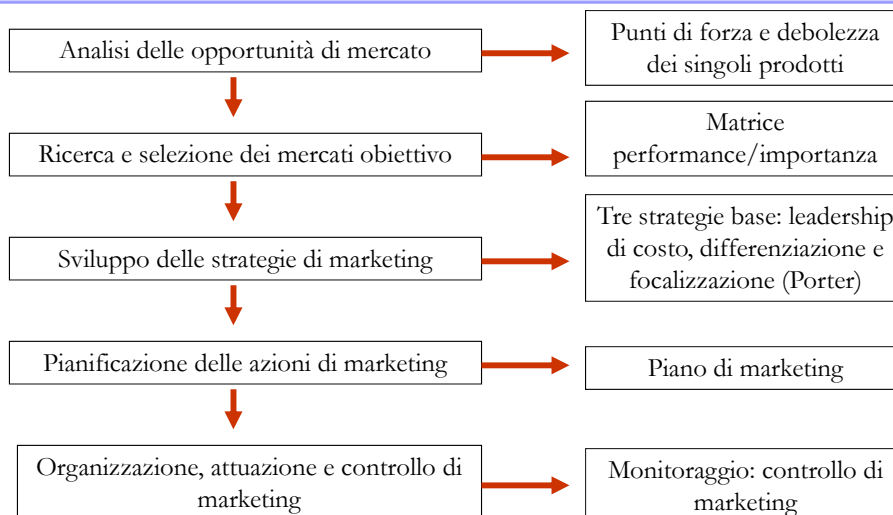 Analisi delle opportunità di mercato
Punti di forza e debolezza
dei singoli prodotti
Ricerca e selezione dei mercati obiettivo
Matrice
performance/importanza
Sviluppo delle strategie di marketing
Tre strategie base: leadership
di costo, differenziazione e
focalizzazione (Porter)
Pianificazione delle azioni di marketing
Piano di marketing
Organizzazione, attuazione e controllo di
marketing
Monitoraggio: controllo di
marketing